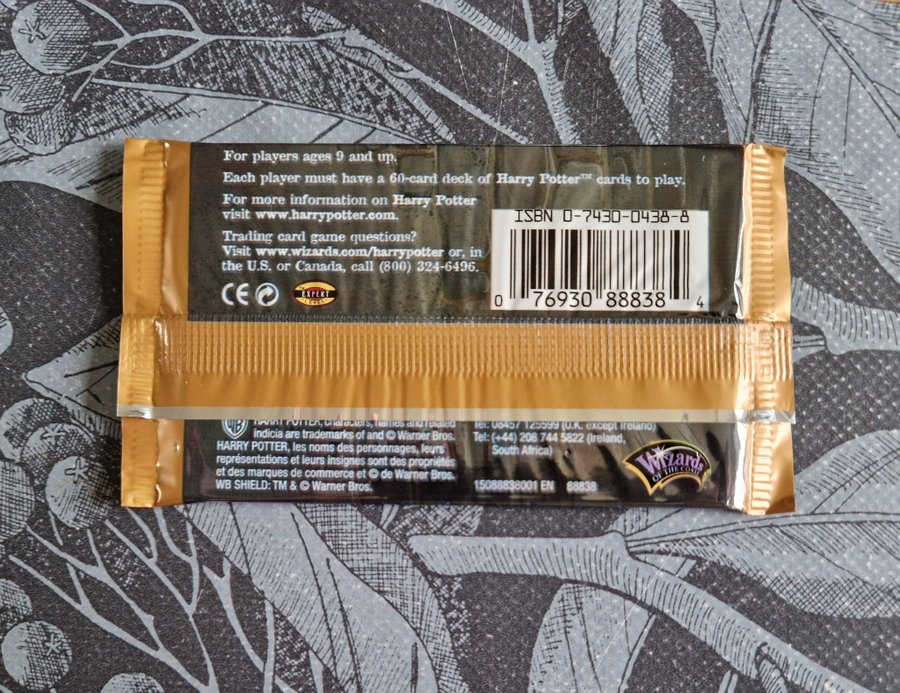 For players ages 9 and up.
Each player must have a 60-card deck of Harry Potter™ cards to play.
For more information on Harry Potter
visit www.harrypotter.com.
Trading card game questions?
Visit www.wizards.com/harrypotter or, in
the U.S. or Canada, call (800) 324-6496.
CE EXPERT LEVEL
ISBN 0-7430-0438-8
0 76930 88838 4
WB HARRY POTTER, characters, names and related
indicia are trademarks of and © Warner Bros.
HARRY POTTER, les noms des personnages, leurs
représentations et leurs insignes sont des propriétés
et des marques de commerce et © de Warner Bros.
WB SHIELD: TM & © Warner Bros.
Tel: 08457 125599 (U.K. except Ireland)
Tel: (+44) 208 744 5822 (Ireland,
South Africa)
15088838001 EN 88838
Wizards
OF THE COAST